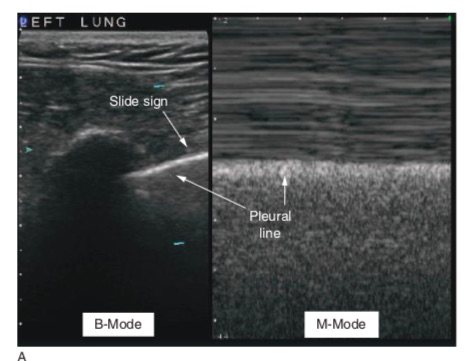 LEFT LUNG
Slide sign
Pleural
line
B-Mode
M-Mode
A